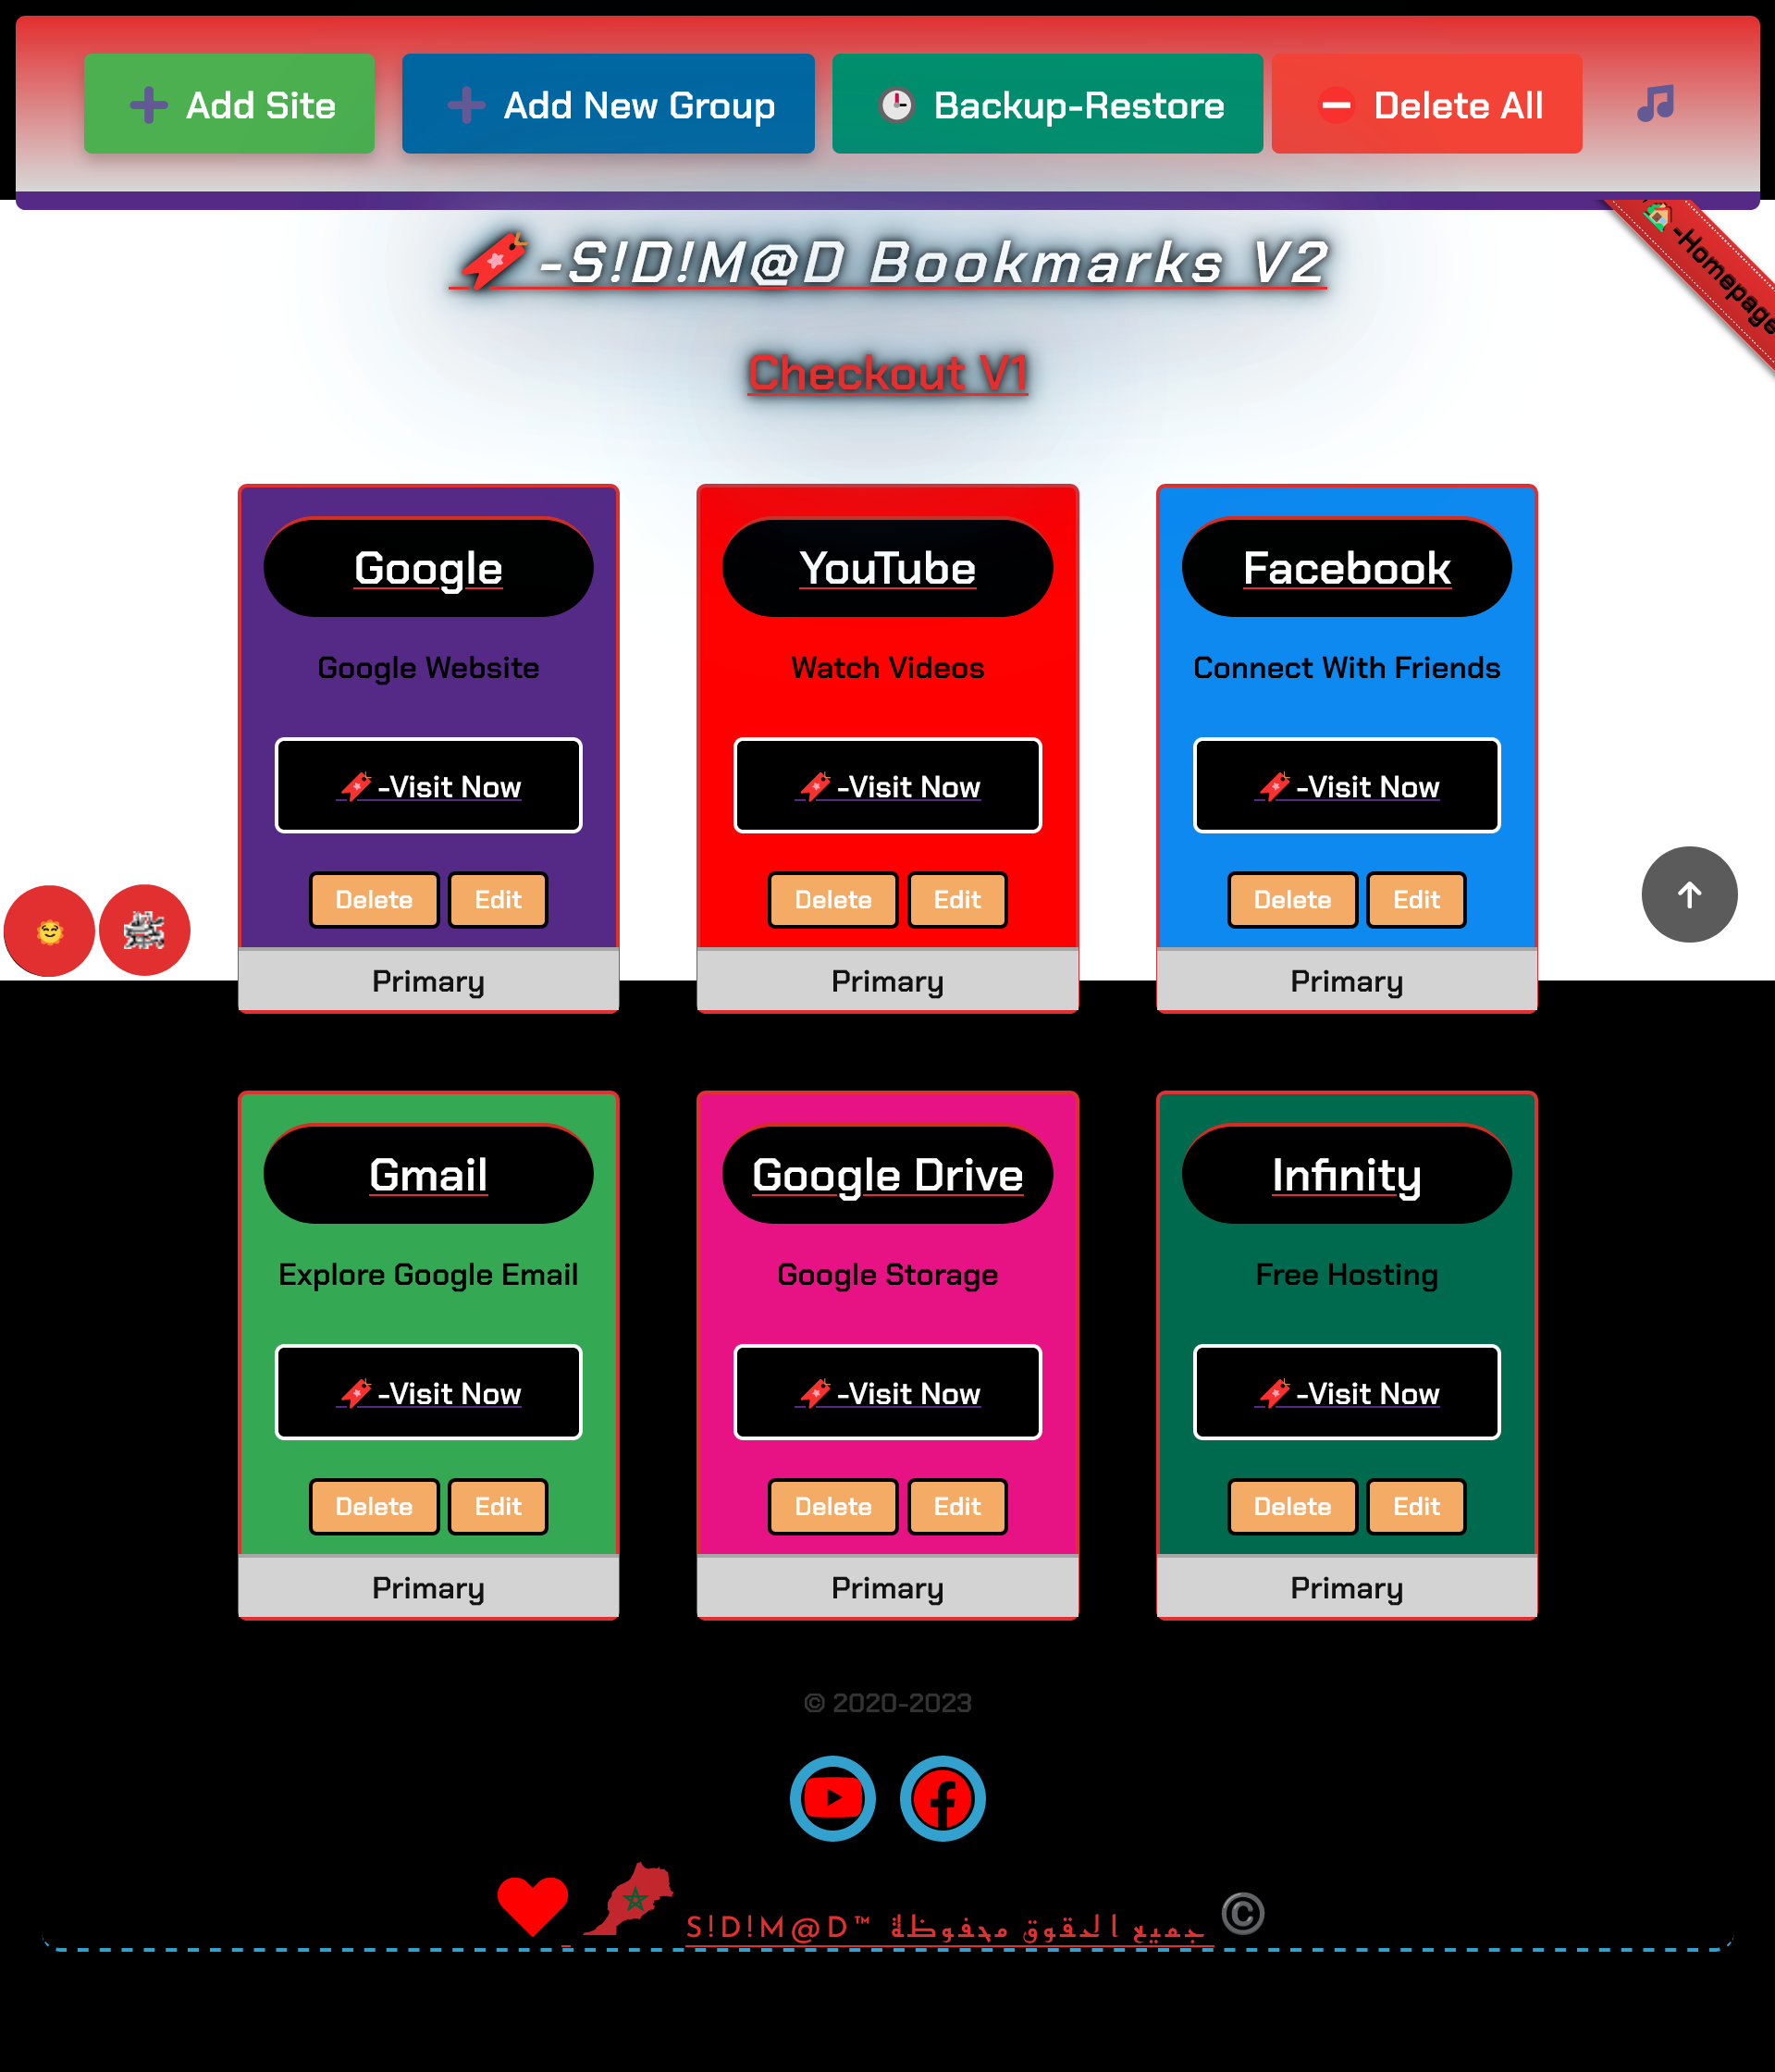 Add Site
Add New Group
Backup-Restore
Delete All
-Homepage
-S!D!M@D Bookmarks V2
Checkout V1
Google
Google Website
-Visit Now
Delete Edit
Primary
YouTube
Watch Videos
-Visit Now
Delete Edit
Primary
Facebook
Connect With Friends
-Visit Now
Delete Edit
Primary
Gmail
Explore Google Email
-Visit Now
Delete Edit
Primary
Google Drive
Google Storage
-Visit Now
Delete Edit
Primary
Infinity
Free Hosting
-Visit Now
Delete Edit
Primary
© 2020-2023
S!D!M@D™ جميع الحقوق محفوظة ©